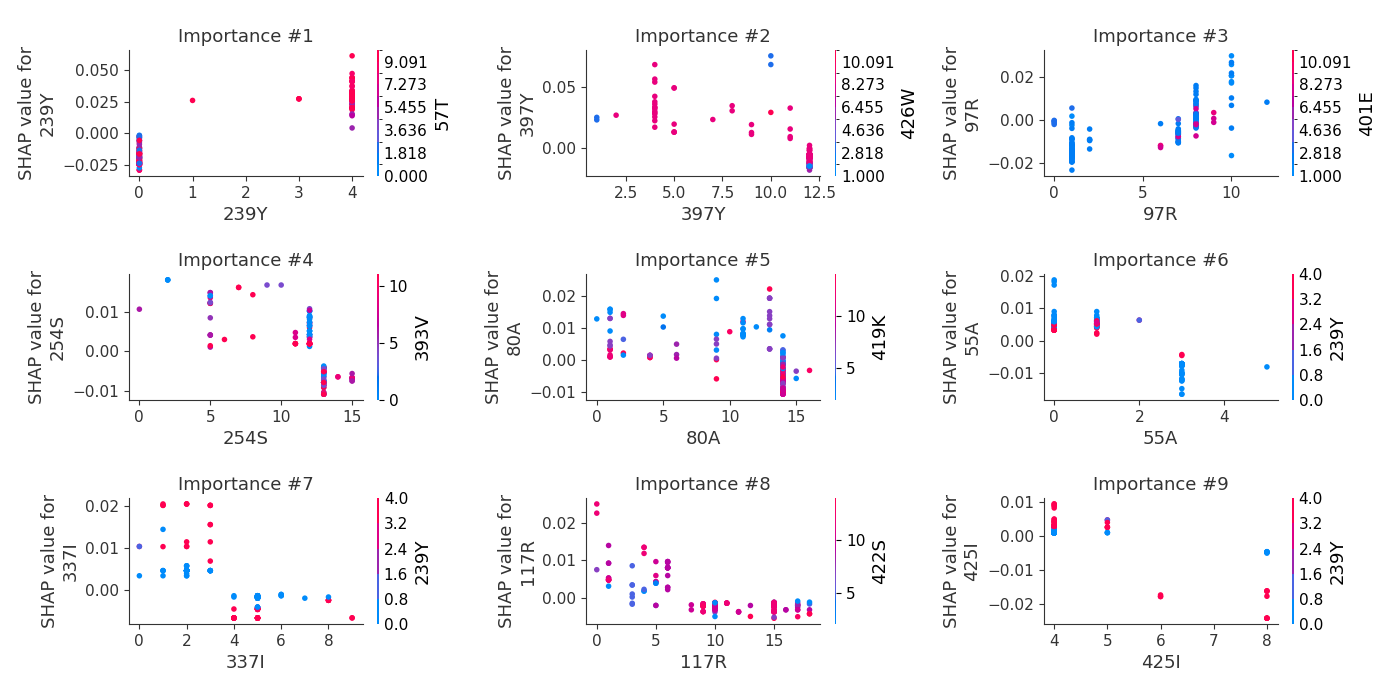 Importance #1
SHAP value for
239Y
0.050
0.025
0.000
−0.025
0 1 2 3 4
239Y
9.091
7.273
5.455
3.636
1.818
0.000
57T
Importance #2
SHAP value for
397Y
0.05
0.00
2.5 5.0 7.5 10.0 12.5
397Y
10.091
8.273
6.455
4.636
2.818
1.000
426W
Importance #3
SHAP value for
97R
0.02
0.00
−0.02
0 5 10
97R
10.091
8.273
6.455
4.636
2.818
1.000
401E
Importance #4
SHAP value for
254S
0.01
0.00
−0.01
0 5 10 15
254S
10
5
0
393V
Importance #5
SHAP value for
80A
0.02
0.01
0.00
−0.01
0 5 10 15
80A
10
5
419K
Importance #6
SHAP value for
55A
0.02
0.01
0.00
−0.01
0 2 4
55A
4.0
3.2
2.4
1.6
0.8
0.0
239Y
Importance #7
SHAP value for
337I
0.02
0.01
0.00
0 2 4 6 8
337I
4.0
3.2
2.4
1.6
0.8
0.0
239Y
Importance #8
SHAP value for
117R
0.02
0.01
0.00
0 5 10 15
117R
10
5
422S
Importance #9
SHAP value for
425I
0.01
0.00
−0.01
−0.02
4 5 6 7 8
425I
4.0
3.2
2.4
1.6
0.8
0.0
239Y